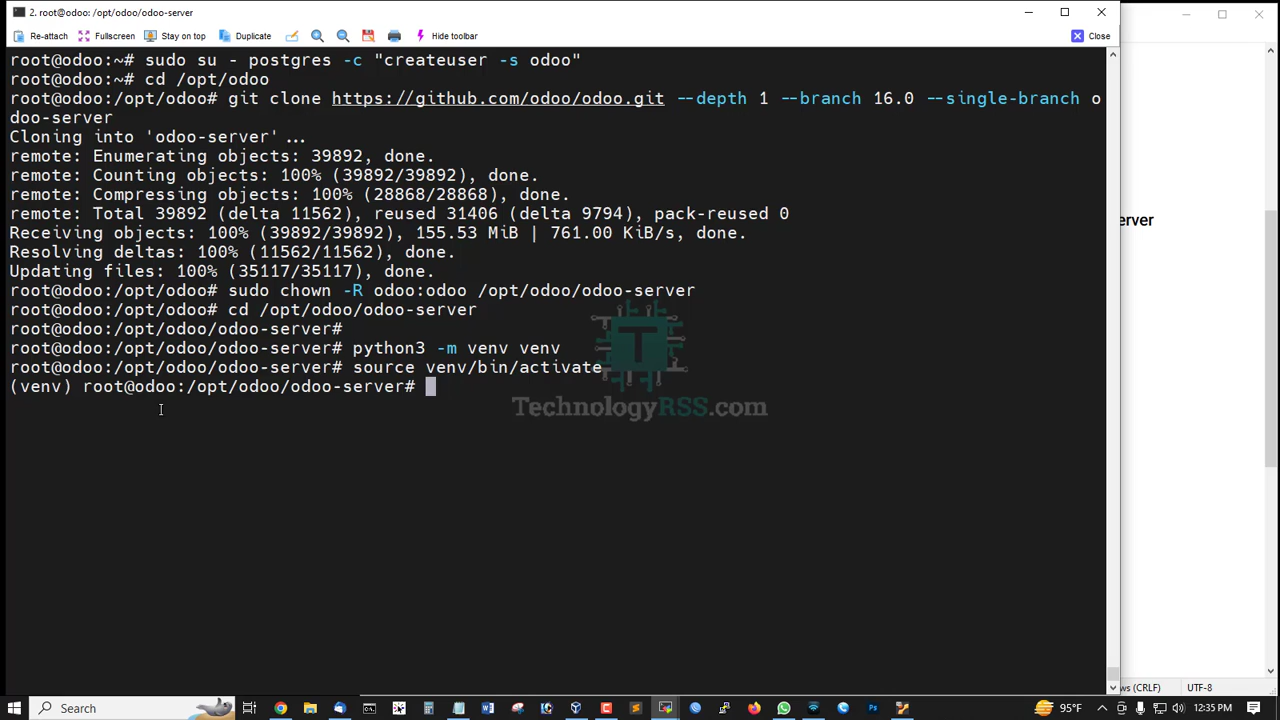 2. root@odoo: /opt/odoo/odoo-server
Re-attach Fullscreen Stay on top Duplicate Hide toolbar Close
root@odoo:~# sudo su - postgres -c "createuser -s odoo"
root@odoo:~# cd /opt/odoo
root@odoo:/opt/odoo# git clone https://github.com/odoo/odoo.git --depth 1 --branch 16.0 --single-branch o
doo-server
Cloning into 'odoo-server'...
remote: Enumerating objects: 39892, done.
remote: Counting objects: 100% (39892/39892), done.
remote: Compressing objects: 100% (28868/28868), done.
remote: Total 39892 (delta 11562), reused 31406 (delta 9794), pack-reused 0
Receiving objects: 100% (39892/39892), 155.53 MiB | 761.00 KiB/s, done.
erver
Resolving deltas: 100% (11562/11562), done.
Updating files: 100% (35117/35117), done.
root@odoo:/opt/odoo# sudo chown -R odoo:odoo /opt/odoo/odoo-server
root@odoo:/opt/odoo# cd /opt/odoo/odoo-server
root@odoo:/opt/odoo/odoo-server#
root@odoo:/opt/odoo/odoo-server# python3 -m venv venv
root@odoo:/opt/odoo/odoo-server# source venv/bin/activate
(venv) root@odoo:/opt/odoo/odoo-server#
TechnologyRSS.com
ws (CRLF) UTF-8
Search 95°F 12:35 PM